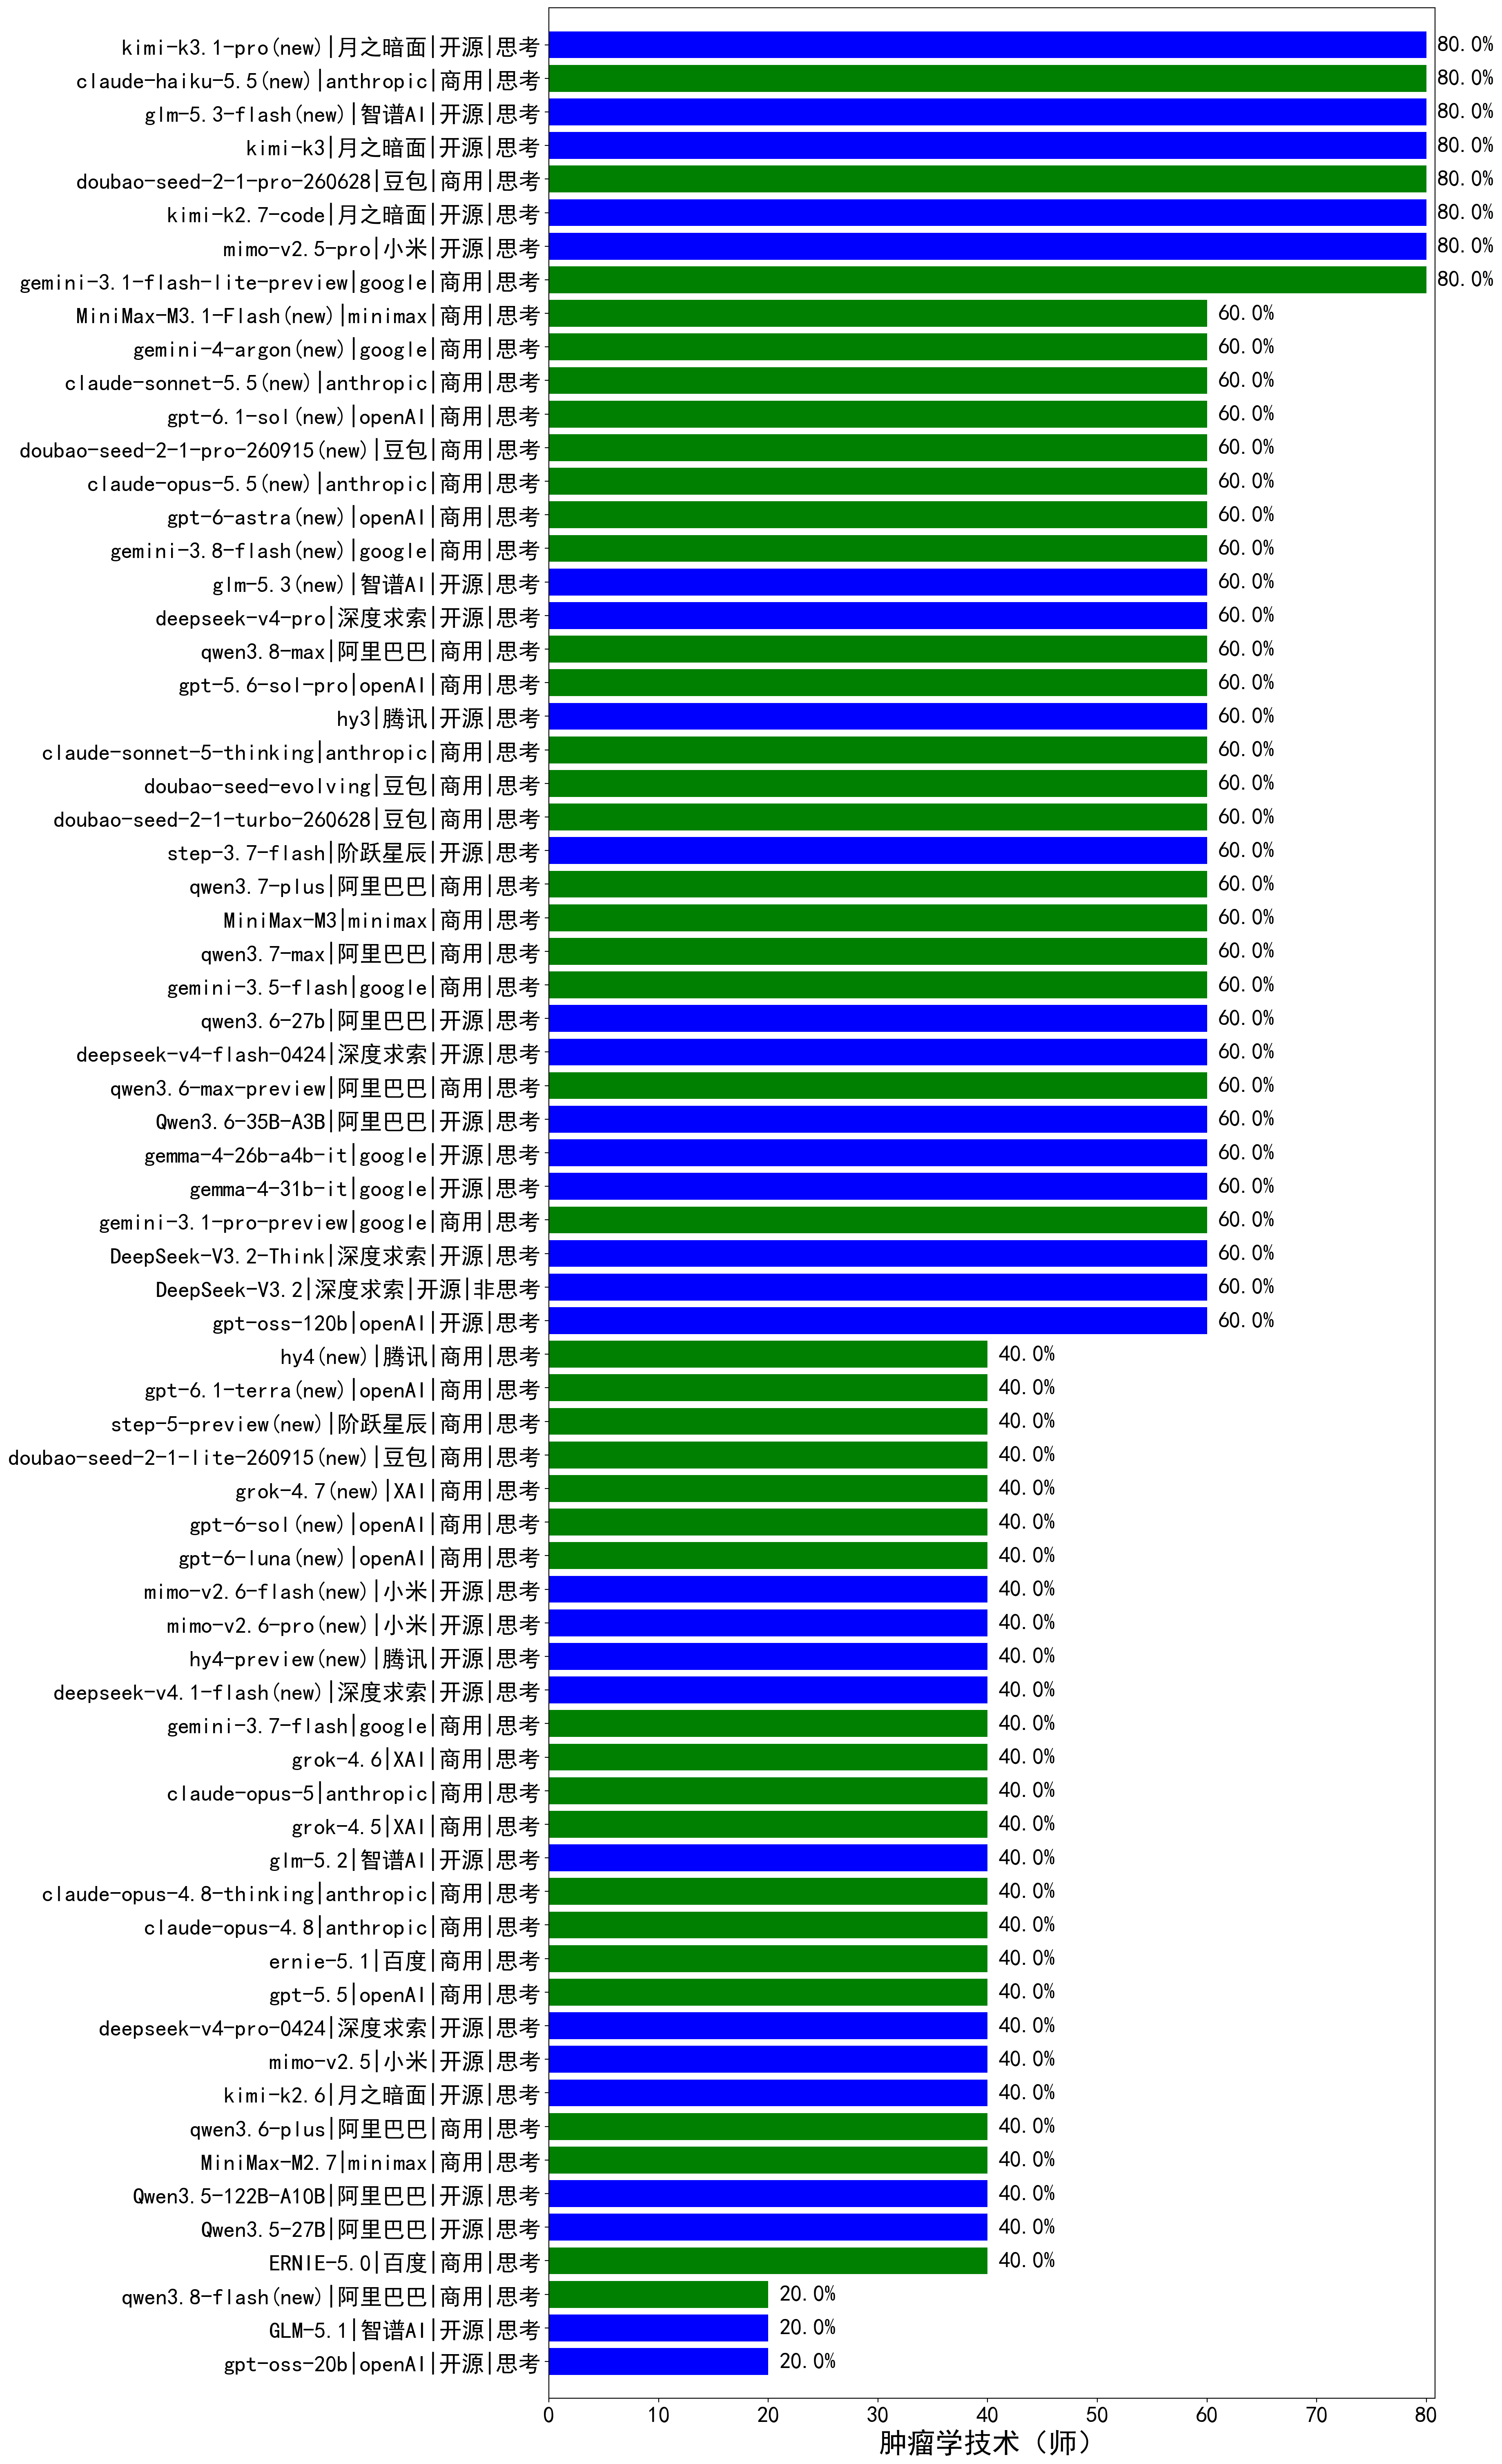 kimi-k3.1-pro(new)|月之暗面|开源|思考 80.0%
claude-haiku-5.5(new)|anthropic|商用|思考 80.0%
glm-5.3-flash(new)|智谱AI|开源|思考 80.0%
kimi-k3|月之暗面|开源|思考 80.0%
doubao-seed-2-1-pro-260628|豆包|商用|思考 80.0%
kimi-k2.7-code|月之暗面|开源|思考 80.0%
mimo-v2.5-pro|小米|开源|思考 80.0%
gemini-3.1-flash-lite-preview|google|商用|思考 80.0%
MiniMax-M3.1-Flash(new)|minimax|商用|思考 60.0%
gemini-4-argon(new)|google|商用|思考 60.0%
claude-sonnet-5.5(new)|anthropic|商用|思考 60.0%
gpt-6.1-sol(new)|openAI|商用|思考 60.0%
doubao-seed-2-1-pro-260915(new)|豆包|商用|思考 60.0%
claude-opus-5.5(new)|anthropic|商用|思考 60.0%
gpt-6-astra(new)|openAI|商用|思考 60.0%
gemini-3.8-flash(new)|google|商用|思考 60.0%
glm-5.3(new)|智谱AI|开源|思考 60.0%
deepseek-v4-pro|深度求索|开源|思考 60.0%
qwen3.8-max|阿里巴巴|商用|思考 60.0%
gpt-5.6-sol-pro|openAI|商用|思考 60.0%
hy3|腾讯|开源|思考 60.0%
claude-sonnet-5-thinking|anthropic|商用|思考 60.0%
doubao-seed-evolving|豆包|商用|思考 60.0%
doubao-seed-2-1-turbo-260628|豆包|商用|思考 60.0%
step-3.7-flash|阶跃星辰|开源|思考 60.0%
qwen3.7-plus|阿里巴巴|商用|思考 60.0%
MiniMax-M3|minimax|商用|思考 60.0%
qwen3.7-max|阿里巴巴|商用|思考 60.0%
gemini-3.5-flash|google|商用|思考 60.0%
qwen3.6-27b|阿里巴巴|开源|思考 60.0%
deepseek-v4-flash-0424|深度求索|开源|思考 60.0%
qwen3.6-max-preview|阿里巴巴|商用|思考 60.0%
Qwen3.6-35B-A3B|阿里巴巴|开源|思考 60.0%
gemma-4-26b-a4b-it|google|开源|思考 60.0%
gemma-4-31b-it|google|开源|思考 60.0%
gemini-3.1-pro-preview|google|商用|思考 60.0%
DeepSeek-V3.2-Think|深度求索|开源|思考 60.0%
DeepSeek-V3.2|深度求索|开源|非思考 60.0%
gpt-oss-120b|openAI|开源|思考 60.0%
hy4(new)|腾讯|商用|思考 40.0%
gpt-6.1-terra(new)|openAI|商用|思考 40.0%
step-5-preview(new)|阶跃星辰|商用|思考 40.0%
doubao-seed-2-1-lite-260915(new)|豆包|商用|思考 40.0%
grok-4.7(new)|XAI|商用|思考 40.0%
gpt-6-sol(new)|openAI|商用|思考 40.0%
gpt-6-luna(new)|openAI|商用|思考 40.0%
mimo-v2.6-flash(new)|小米|开源|思考 40.0%
mimo-v2.6-pro(new)|小米|开源|思考 40.0%
hy4-preview(new)|腾讯|开源|思考 40.0%
deepseek-v4.1-flash(new)|深度求索|开源|思考 40.0%
gemini-3.7-flash|google|商用|思考 40.0%
grok-4.6|XAI|商用|思考 40.0%
claude-opus-5|anthropic|商用|思考 40.0%
grok-4.5|XAI|商用|思考 40.0%
glm-5.2|智谱AI|开源|思考 40.0%
claude-opus-4.8-thinking|anthropic|商用|思考 40.0%
claude-opus-4.8|anthropic|商用|思考 40.0%
ernie-5.1|百度|商用|思考 40.0%
gpt-5.5|openAI|商用|思考 40.0%
deepseek-v4-pro-0424|深度求索|开源|思考 40.0%
mimo-v2.5|小米|开源|思考 40.0%
kimi-k2.6|月之暗面|开源|思考 40.0%
qwen3.6-plus|阿里巴巴|商用|思考 40.0%
MiniMax-M2.7|minimax|商用|思考 40.0%
Qwen3.5-122B-A10B|阿里巴巴|开源|思考 40.0%
Qwen3.5-27B|阿里巴巴|开源|思考 40.0%
ERNIE-5.0|百度|商用|思考 40.0%
qwen3.8-flash(new)|阿里巴巴|商用|思考 20.0%
GLM-5.1|智谱AI|开源|思考 20.0%
gpt-oss-20b|openAI|开源|思考 20.0%
0 10 20 30 40 50 60 70 80
肿瘤学技术（师）